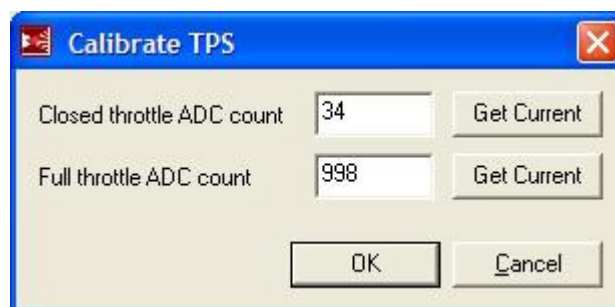 Calibrate TPS
Closed throttle ADC count 34 Get Current
Full throttle ADC count 998 Get Current
OK Cancel